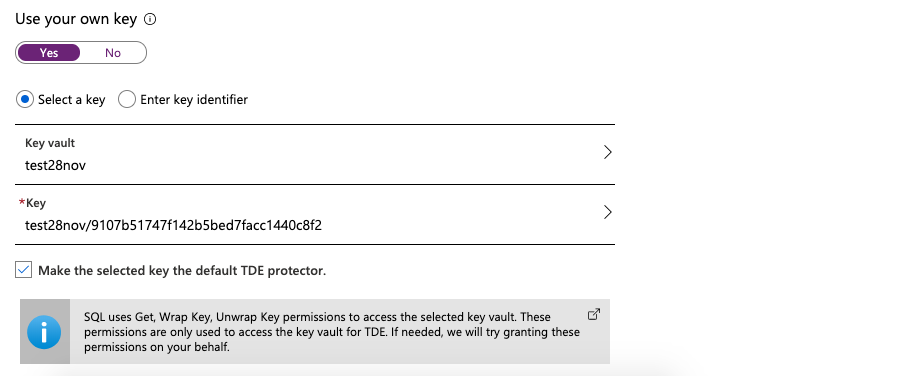 Use your own key
Yes No
Select a key Enter key identifier
Key vault
test28nov
*Key
test28nov/9107b51747f142b5bed7facc1440c8f2
Make the selected key the default TDE protector.
SQL uses Get, Wrap Key, Unwrap Key permissions to access the selected key vault. These
permissions are only used to access the key vault for TDE. If needed, we will try granting these
permissions on your behalf.